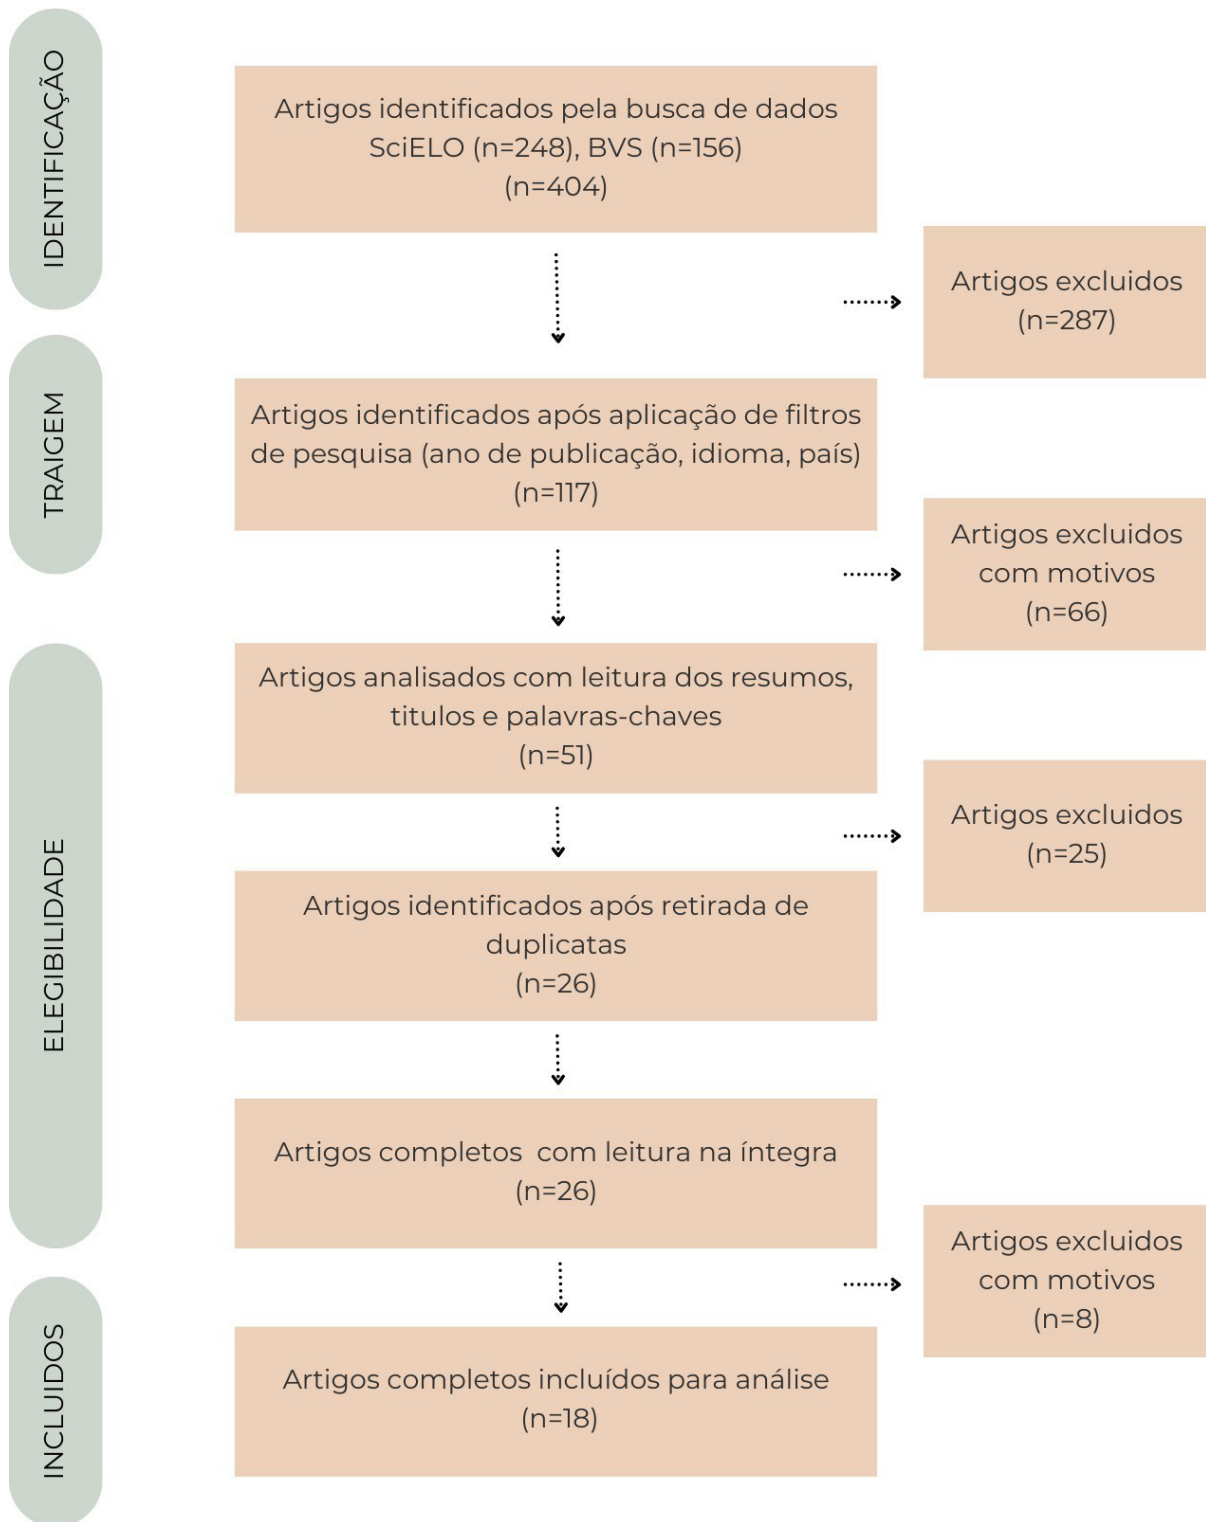 IDENTIFICAÇÃO
Artigos identificados pela busca de dados
SciELO (n=248), BVS (n=156)
(n=404)
Artigos excluidos
(n=287)
TRAIGEM
Artigos identificados após aplicação de filtros
de pesquisa (ano de publicação, idioma, país)
(n=117)
Artigos excluidos
com motivos
(n=66)
ELEGIBILIDADE
Artigos analisados com leitura dos resumos,
titulos e palavras-chaves
(n=51)
Artigos excluidos
(n=25)
Artigos identificados após retirada de
duplicatas
(n=26)
Artigos completos com leitura na íntegra
(n=26)
Artigos excluidos
com motivos
(n=8)
INCLUIDOS
Artigos completos incluídos para análise
(n=18)